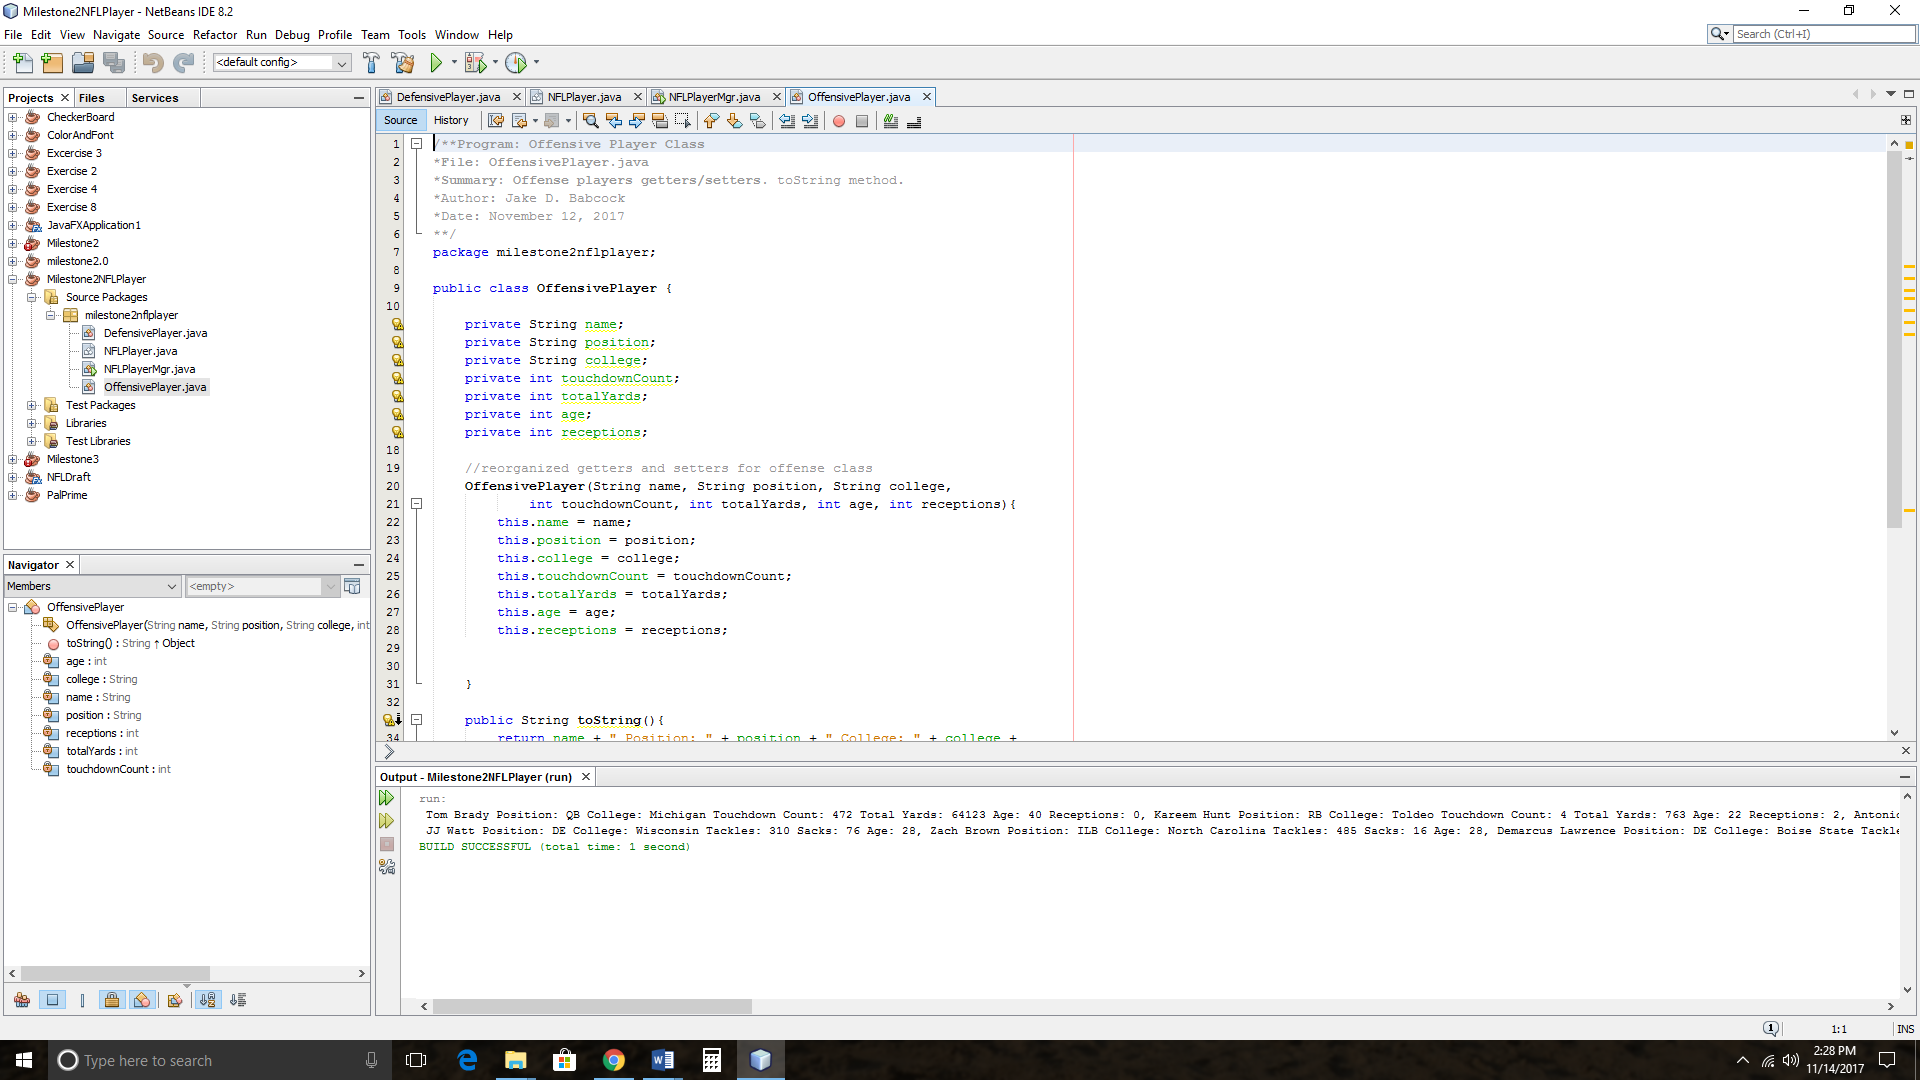 Milestone2NFLPlayer - NetBeans IDE 8.2
File Edit View Navigate Source Refactor Run Debug Profile Team Tools Window Help
Search (Ctrl+I)
<default config>
Projects Files Services
CheckerBoard
ColorAndFont
Excercise 3
Exercise 2
Exercise 4
Exercise 8
JavaFXApplication1
Milestone2
milestone2.0
Milestone2NFLPlayer
Source Packages
milestone2nflplayer
DefensivePlayer.java
NFLPlayer.java
NFLPlayerMgr.java
OffensivePlayer.java
Test Packages
Libraries
Test Libraries
Milestone3
NFLDraft
PalPrime
Navigator
Members <empty>
OffensivePlayer
OffensivePlayer(String name, String position, String college, int
toString() : String ↑ Object
age : int
college : String
name : String
position : String
receptions : int
totalYards : int
touchdownCount : int
DefensivePlayer.java NFLPlayer.java NFLPlayerMgr.java OffensivePlayer.java
Source History
1 /**Program: Offensive Player Class
2 *File: OffensivePlayer.java
3 *Summary: Offense players getters/setters. toString method.
4 *Author: Jake D. Babcock
5 *Date: November 12, 2017
6 **/
7 package milestone2nflplayer;
8
9 public class OffensivePlayer {
10
private String name;
private String position;
private String college;
private int touchdownCount;
private int totalYards;
private int age;
private int receptions;
18
19 //reorganized getters and setters for offense class
20 OffensivePlayer(String name, String position, String college,
21 int touchdownCount, int totalYards, int age, int receptions){
22 this.name = name;
23 this.position = position;
24 this.college = college;
25 this.touchdownCount = touchdownCount;
26 this.totalYards = totalYards;
27 this.age = age;
28 this.receptions = receptions;
29
30
31 }
32
public String toString(){
34 return name + " Position: " + position + " College: " + college +
Output - Milestone2NFLPlayer (run)
run:
Tom Brady Position: QB College: Michigan Touchdown Count: 472 Total Yards: 64123 Age: 40 Receptions: 0, Kareem Hunt Position: RB College: Toldeo Touchdown Count: 4 Total Yards: 763 Age: 22 Receptions: 2, Antonio
JJ Watt Position: DE College: Wisconsin Tackles: 310 Sacks: 76 Age: 28, Zach Brown Position: ILB College: North Carolina Tackles: 485 Sacks: 16 Age: 28, Demarcus Lawrence Position: DE College: Boise State Tackle
BUILD SUCCESSFUL (total time: 1 second)
1 1:1 INS
Type here to search
2:28 PM
11/14/2017